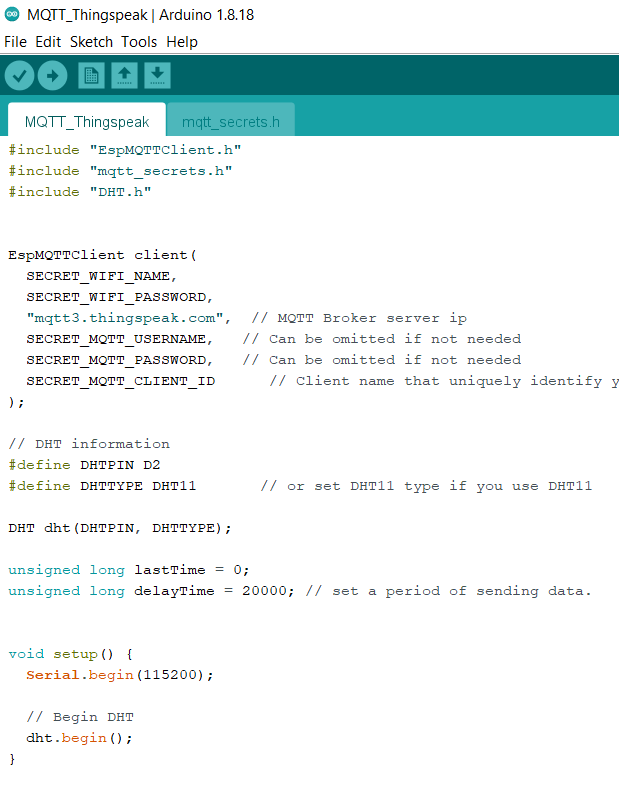 MQTT_Thingspeak | Arduino 1.8.18
File Edit Sketch Tools Help
MQTT_Thingspeak mqtt_secrets.h
#include "EspMQTTClient.h"
#include "mqtt_secrets.h"
#include "DHT.h"
EspMQTTClient client(
SECRET_WIFI_NAME,
SECRET_WIFI_PASSWORD,
"mqtt3.thingspeak.com", // MQTT Broker server ip
SECRET_MQTT_USERNAME, // Can be omitted if not needed
SECRET_MQTT_PASSWORD, // Can be omitted if not needed
SECRET_MQTT_CLIENT_ID // Client name that uniquely identify y
);
// DHT information
#define DHTPIN D2
#define DHTTYPE DHT11 // or set DHT11 type if you use DHT11
DHT dht(DHTPIN, DHTTYPE);
unsigned long lastTime = 0;
unsigned long delayTime = 20000; // set a period of sending data.
void setup() {
Serial.begin(115200);
// Begin DHT
dht.begin();
}